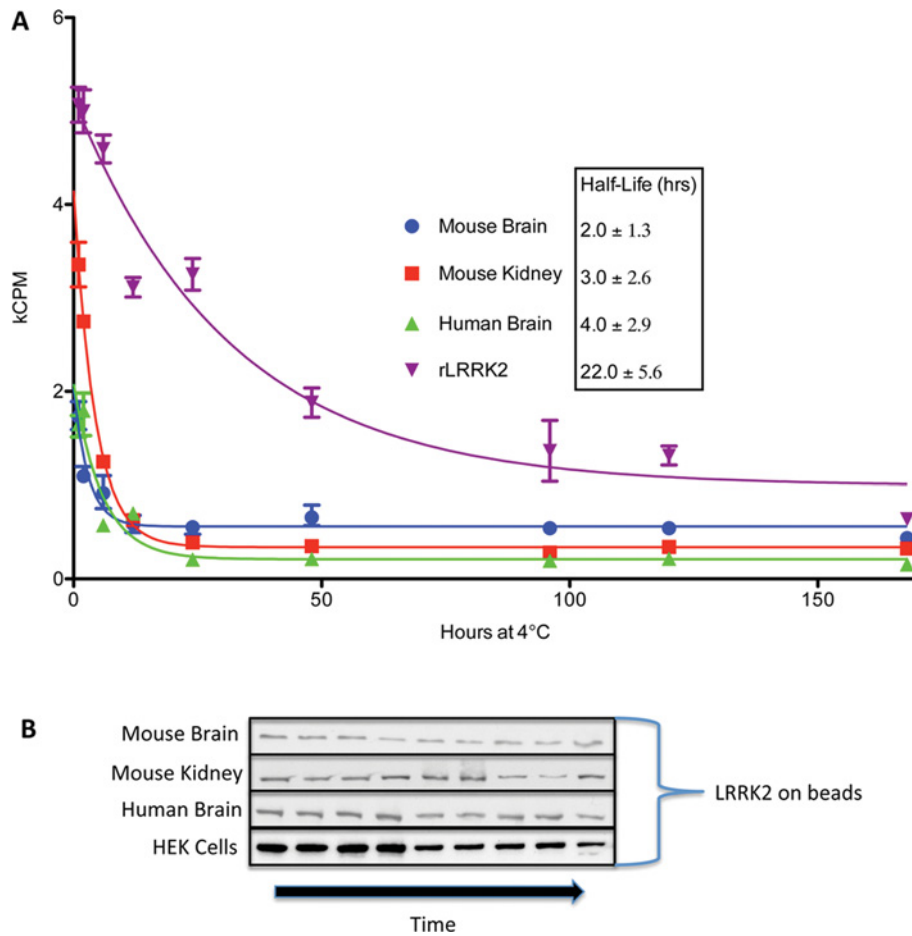 A
6
4
2
0
kCPM
0
50
100
150
Hours at 4°C
Half-Life (hrs)
Mouse Brain 2.0 ± 1.3
Mouse Kidney 3.0 ± 2.6
Human Brain 4.0 ± 2.9
rLRRK2 22.0 ± 5.6
B
Mouse Brain
Mouse Kidney
Human Brain
HEK Cells
LRRK2 on beads
Time